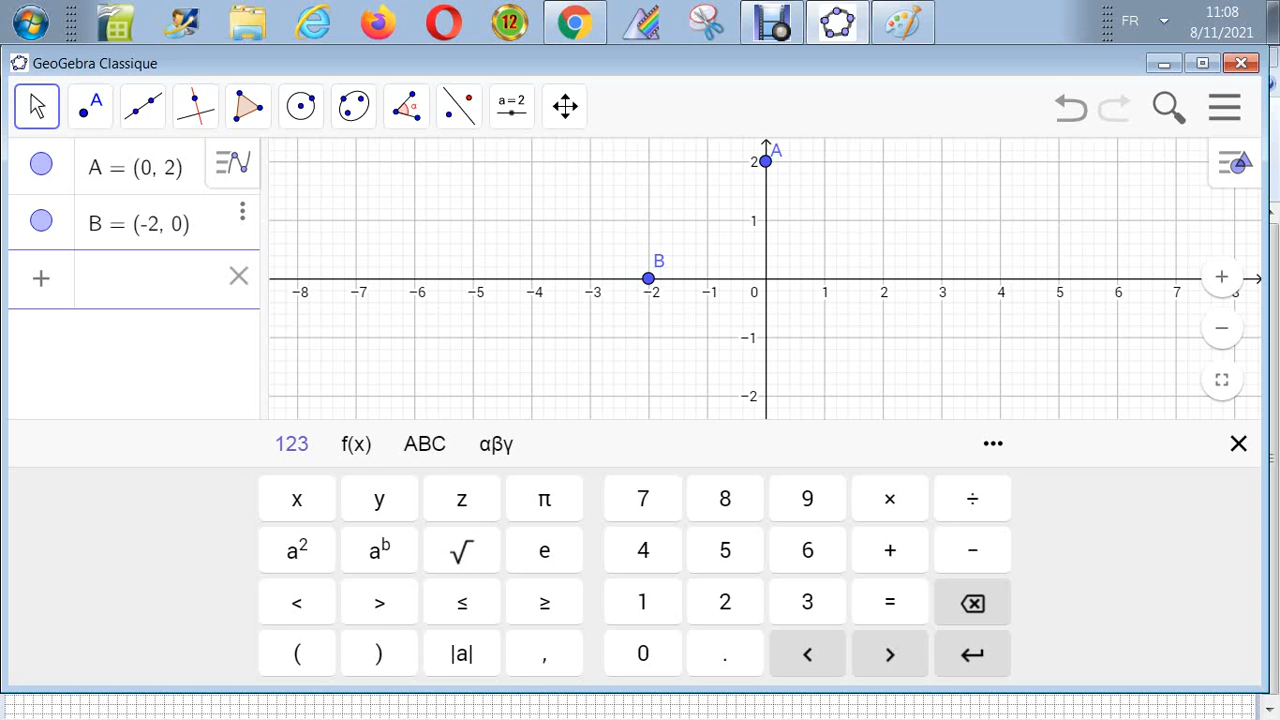 12
FR
11:08
8/11/2021
GeoGebra Classique
A
α
a=2
A = (0, 2)
B = (-2, 0)
+
A
2
1
B
−8 −7 −6 −5 −4 −3 −2 −1 0 1 2 3 4 5 6 7 8
−1
−2
+
−
123 f(x) ABC αβγ •••
x y z π 7 8 9 × ÷
a² aᵇ √ e 4 5 6 + −
< > ≤ ≥ 1 2 3 =
( ) |a| , 0 . < >